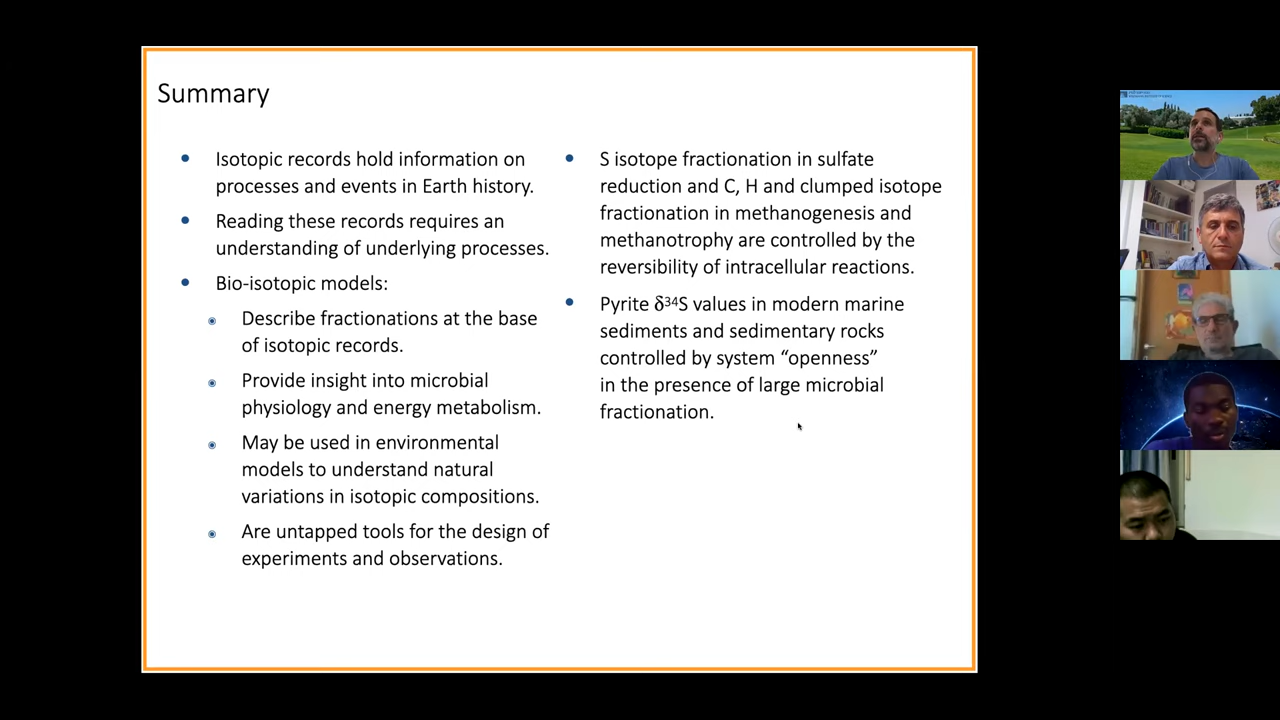 Summary
Isotopic records hold information on
processes and events in Earth history.
Reading these records requires an
understanding of underlying processes.
Bio-isotopic models:
Describe fractionations at the base
of isotopic records.
Provide insight into microbial
physiology and energy metabolism.
May be used in environmental
models to understand natural
variations in isotopic compositions.
Are untapped tools for the design of
experiments and observations.
S isotope fractionation in sulfate
reduction and C, H and clumped isotope
fractionation in methanogenesis and
methanotrophy are controlled by the
reversibility of intracellular reactions.
Pyrite δ³⁴S values in modern marine
sediments and sedimentary rocks
controlled by system “openness”
in the presence of large microbial
fractionation.